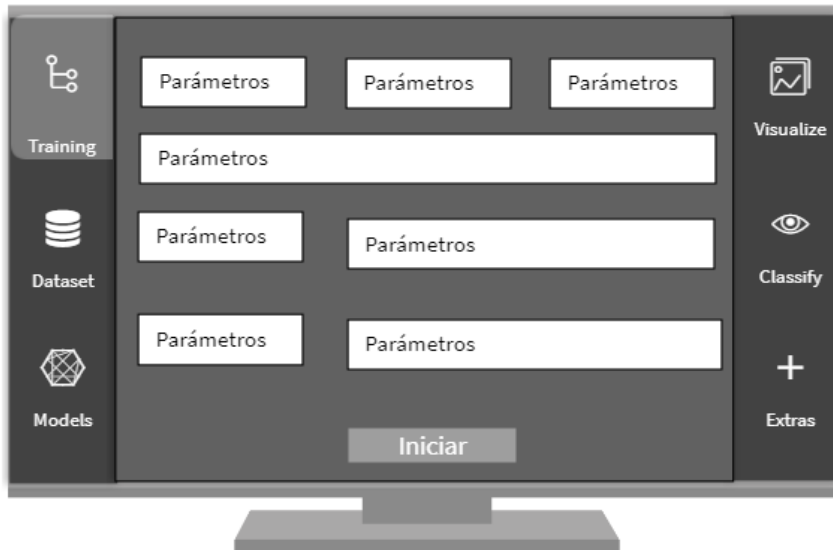 Training
Dataset
Models
Parámetros
Parámetros
Parámetros
Parámetros
Parámetros
Parámetros
Parámetros
Parámetros
Iniciar
Visualize
Classify
Extras